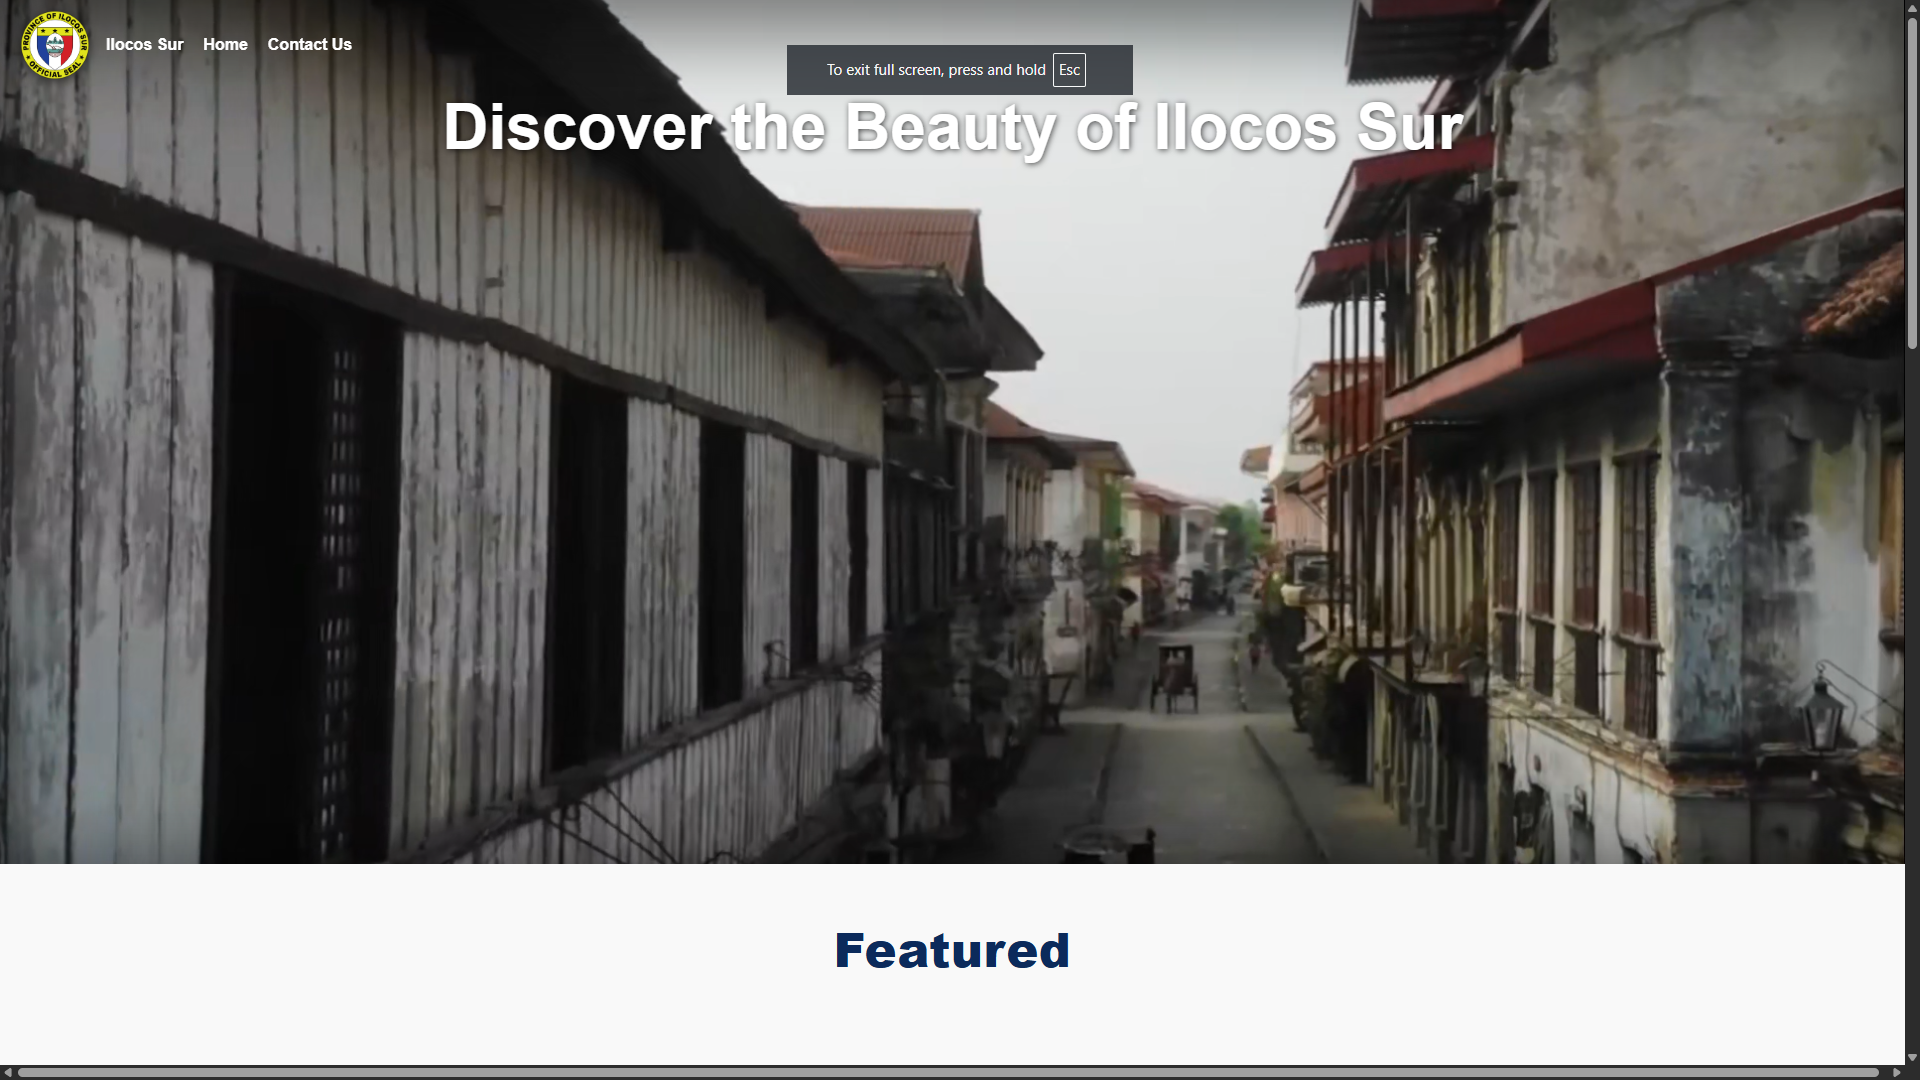 PROVINCE OF ILOCOS SUR
OFFICIAL SEAL
Ilocos Sur Home Contact Us
To exit full screen, press and hold Esc
Discover the Beauty of Ilocos Sur
Featured